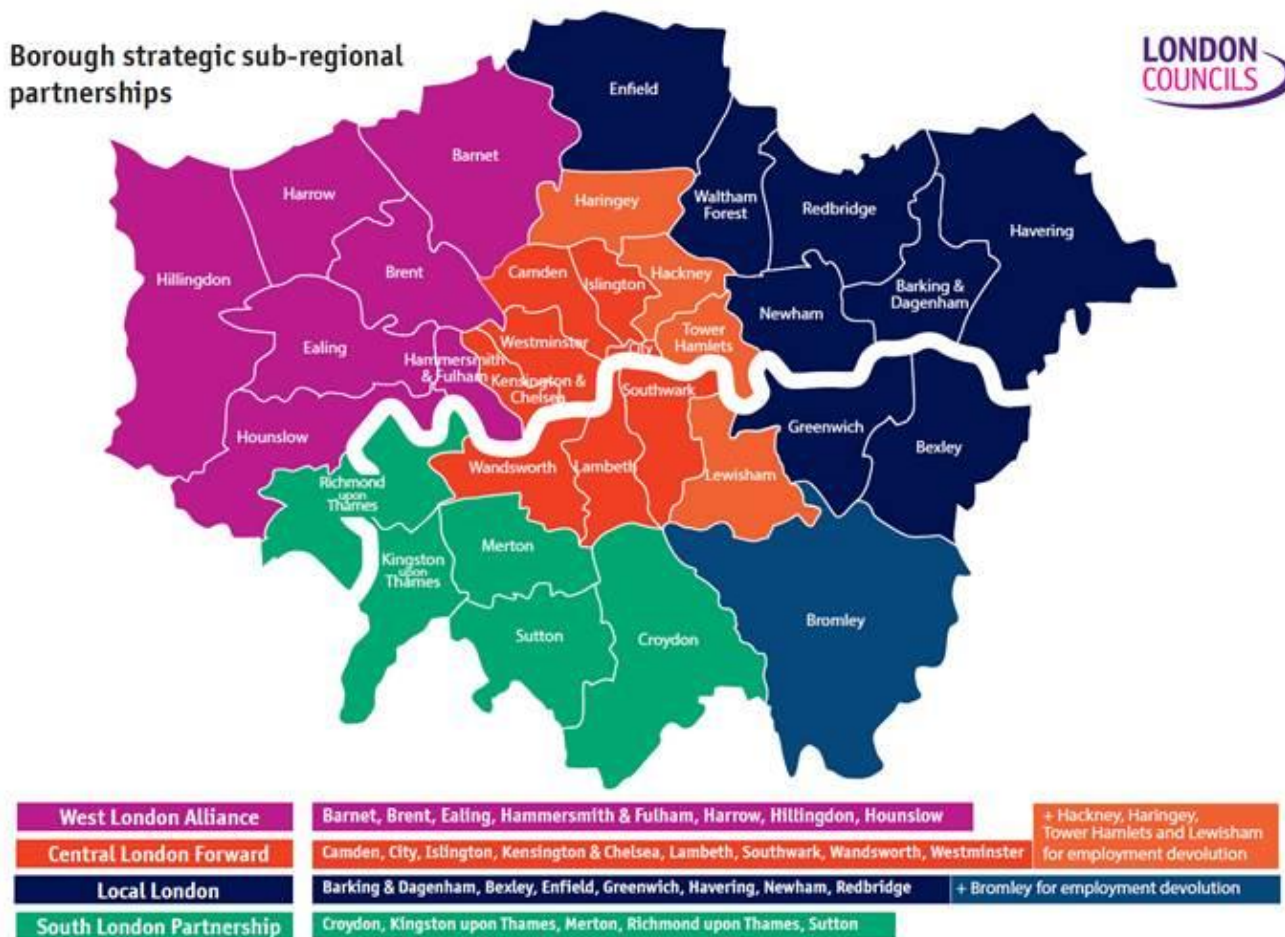 Borough strategic sub-regional
partnerships
LONDON
COUNCILS
Enfield
Barnet
Harrow
Haringey
Waltham
Forest
Redbridge
Havering
Hillingdon
Brent
Camden
Islington
Hackney
Barking &
Dagenham
Newham
Ealing
Hammersmith
& Fulham
Westminster
City
Tower
Hamlets
Kensington &
Chelsea
Southwark
Hounslow
Greenwich
Bexley
Richmond
upon
Thames
Wandsworth
Lambeth
Lewisham
Kingston
upon
Thames
Merton
Sutton
Croydon
Bromley
West London Alliance
Barnet, Brent, Ealing, Hammersmith & Fulham, Harrow, Hillingdon, Hounslow
+ Hackney, Haringey,
Tower Hamlets and Lewisham
for employment devolution
Central London Forward
Camden, City, Islington, Kensington & Chelsea, Lambeth, Southwark, Wandsworth, Westminster
Local London
Barking & Dagenham, Bexley, Enfield, Greenwich, Havering, Newham, Redbridge
+ Bromley for employment devolution
South London Partnership
Croydon, Kingston upon Thames, Merton, Richmond upon Thames, Sutton